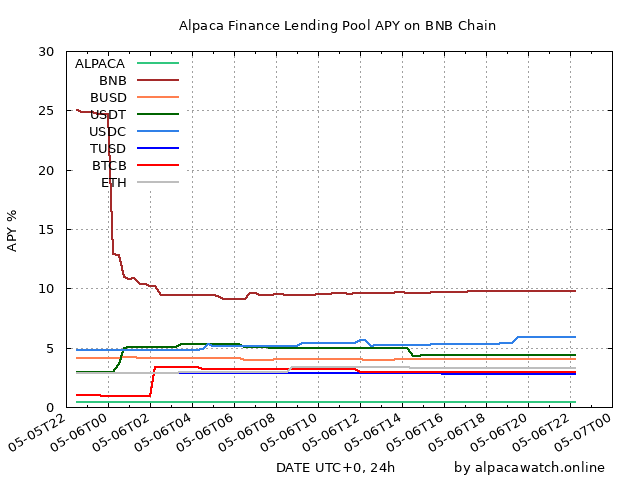 Alpaca Finance Lending Pool APY on BNB Chain
30
25
20
15
10
5
0
APY %
ALPACA
BNB
BUSD
USDT
USDC
TUSD
BTCB
ETH
05-05T22
05-06T00
05-06T02
05-06T04
05-06T06
05-06T08
05-06T10
05-06T12
05-06T14
05-06T16
05-06T18
05-06T20
05-06T22
05-07T00
DATE UTC+0, 24h
by alpacawatch.online